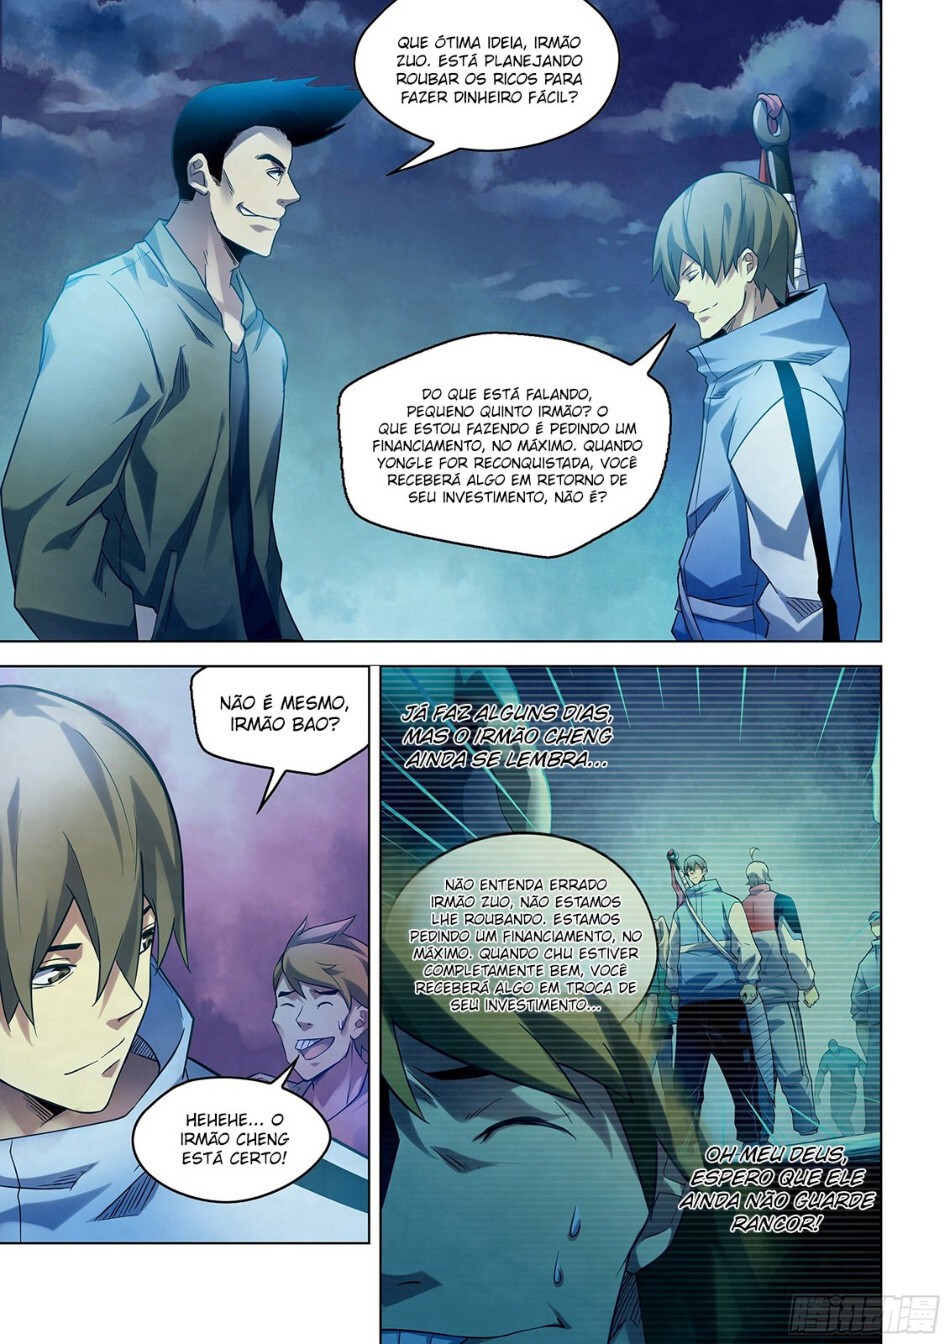 QUE ÓTIMA IDEIA, IRMÃO
ZUO. ESTÁ PLANEJANDO
ROUBAR OS RICOS PARA
FAZER DINHEIRO FÁCIL?
DO QUE ESTÁ FALANDO,
PEQUENO QUINTO IRMÃO? O
QUE ESTOU FAZENDO É PEDINDO UM
FINANCIAMENTO, NO MÁXIMO. QUANDO
YONGLE FOR RECONQUISTADA, VOCÊ
RECEBERÁ ALGO EM RETORNO DE
SEU INVESTIMENTO, NÃO É?
NÃO É MESMO,
IRMÃO BAO?
HEHEHE... O
IRMÃO CHENG
ESTÁ CERTO!
JÁ FAZ ALGUNS DIAS,
MAS O IRMÃO CHENG
AINDA SE LEMBRA...
NÃO ENTENDA ERRADO
IRMÃO ZUO, NÃO ESTAMOS
LHE ROUBANDO. ESTAMOS
PEDINDO UM FINANCIAMENTO, NO
MÁXIMO. QUANDO CHU ESTIVER
COMPLETAMENTE BEM, VOCÊ
RECEBERÁ ALGO EM TROCA DE
SEU INVESTIMENTO...
OH MEU DEUS,
ESPERO QUE ELE
AINDA NÃO GUARDE
RANCOR!
腾讯动漫